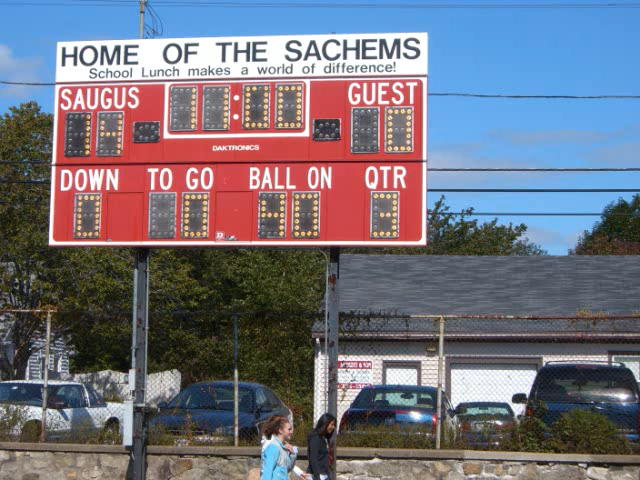 HOME OF THE SACHEMS
School Lunch makes a world of difference!
SAUGUS GUEST
DAKTRONICS
DOWN TO GO BALL ON QTR